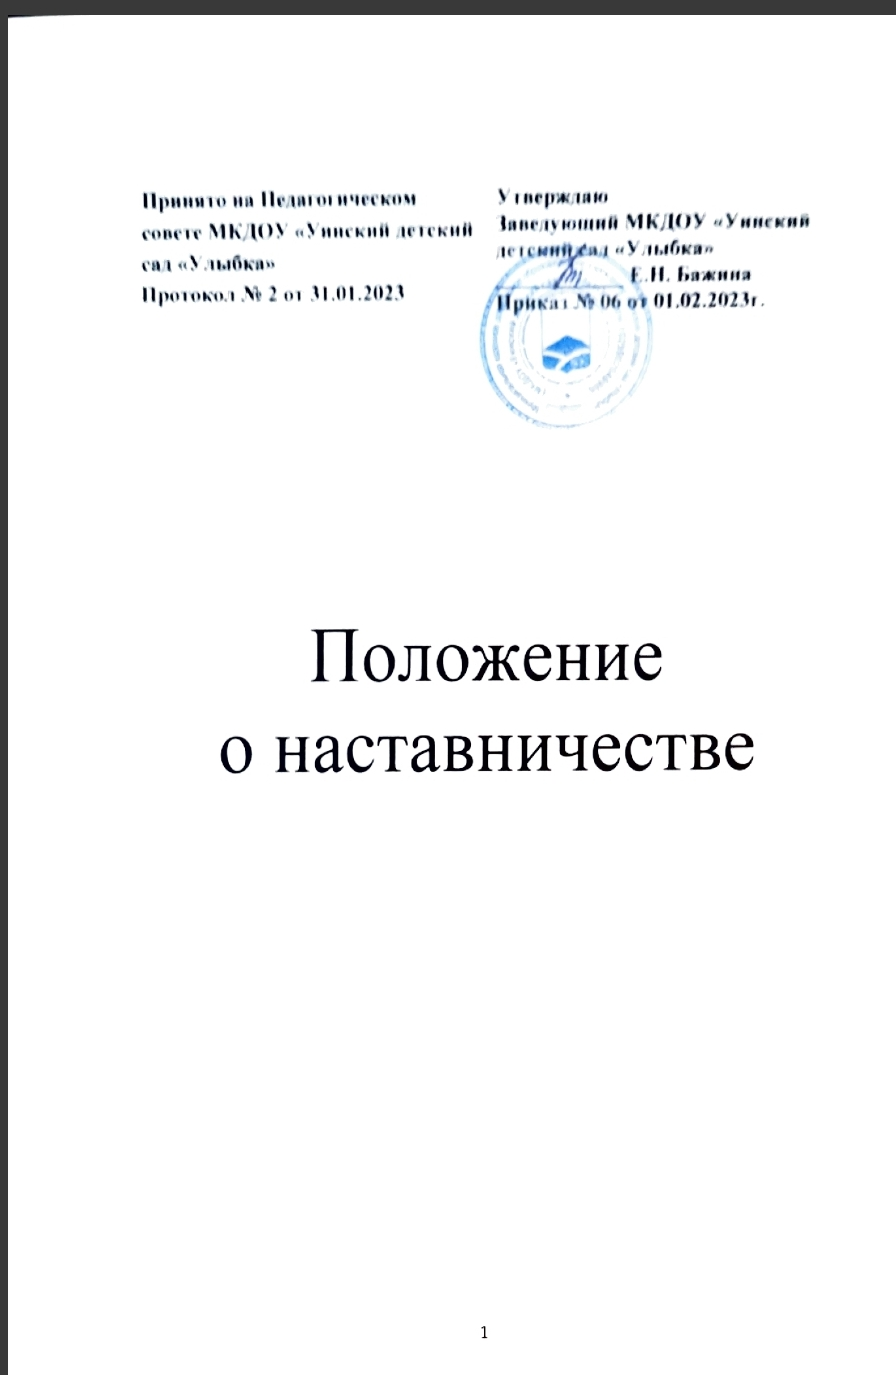 Принято на Педагогическом
совете МКДОУ «Уинский детский
сад «Улыбка»
Протокол № 2 от 31.01.2023
Утверждаю
Заведующий МКДОУ «Уинский
детский сад «Улыбка»
Е.Н. Бажина
Приказ № 06 от 01.02.2023г.
Положение
о наставничестве
1